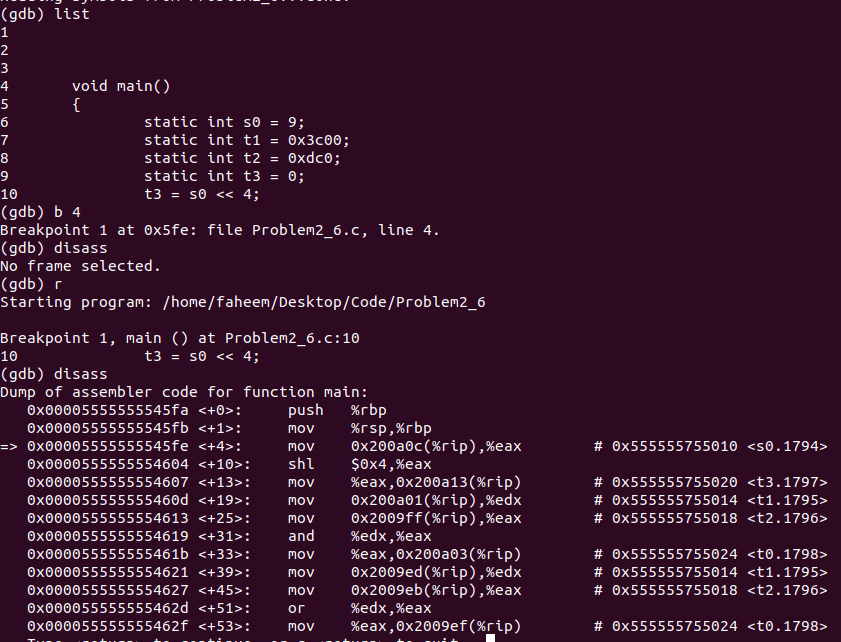 (gdb) list
1
2
3
4 void main()
5 {
6 static int s0 = 9;
7 static int t1 = 0x3c00;
8 static int t2 = 0xdc0;
9 static int t3 = 0;
10 t3 = s0 << 4;
(gdb) b 4
Breakpoint 1 at 0x5fe: file Problem2_6.c, line 4.
(gdb) disass
No frame selected.
(gdb) r
Starting program: /home/faheem/Desktop/Code/Problem2_6
Breakpoint 1, main () at Problem2_6.c:10
10 t3 = s0 << 4;
(gdb) disass
Dump of assembler code for function main:
0x00005555555545fa <+0>: push %rbp
0x00005555555545fb <+1>: mov %rsp,%rbp
=> 0x00005555555545fe <+4>: mov 0x200a0c(%rip),%eax # 0x555555755010 <s0.1794>
0x0000555555554604 <+10>: shl $0x4,%eax
0x0000555555554607 <+13>: mov %eax,0x200a13(%rip) # 0x555555755020 <t3.1797>
0x000055555555460d <+19>: mov 0x200a01(%rip),%edx # 0x555555755014 <t1.1795>
0x0000555555554613 <+25>: mov 0x2009ff(%rip),%eax # 0x555555755018 <t2.1796>
0x0000555555554619 <+31>: and %edx,%eax
0x000055555555461b <+33>: mov %eax,0x200a03(%rip) # 0x555555755024 <t0.1798>
0x0000555555554621 <+39>: mov 0x2009ed(%rip),%edx # 0x555555755014 <t1.1795>
0x0000555555554627 <+45>: mov 0x2009eb(%rip),%eax # 0x555555755018 <t2.1796>
0x000055555555462d <+51>: or %edx,%eax
0x000055555555462f <+53>: mov %eax,0x2009ef(%rip) # 0x555555755024 <t0.1798>